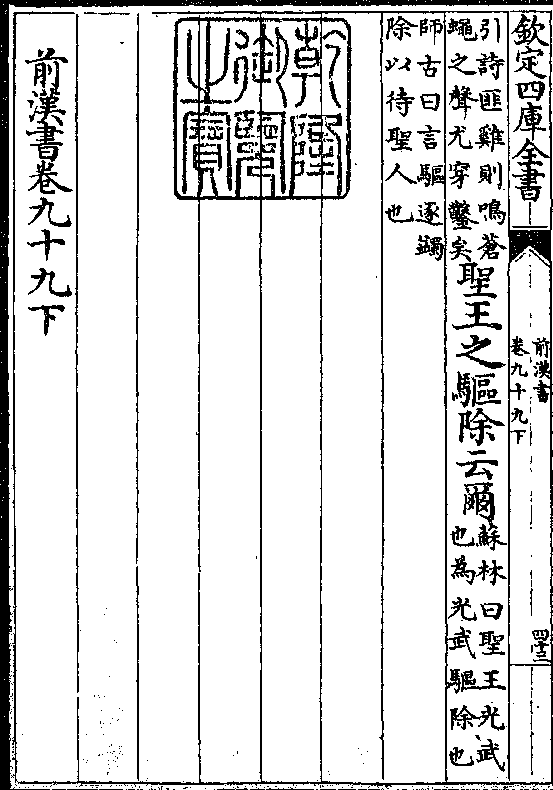 欽定四庫全書
前漢書
卷九十九下
四十三
引詩匪雞則鳴蒼
蠅之聲尤穿鑿矣
聖王之驅除云爾
蘇林曰聖王光武
也為光武驅除也
師古曰言驅逐蠲
除以待聖人也
乾隆御覽之寶
前漢書卷九十九下